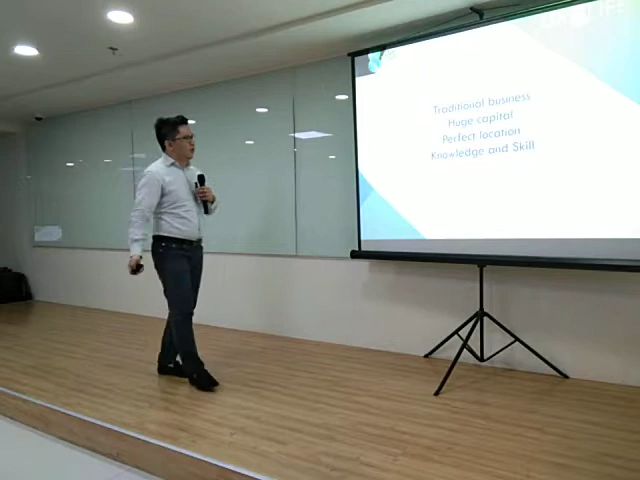 Traditional business
Huge capital
Perfect location
Knowledge and Skill